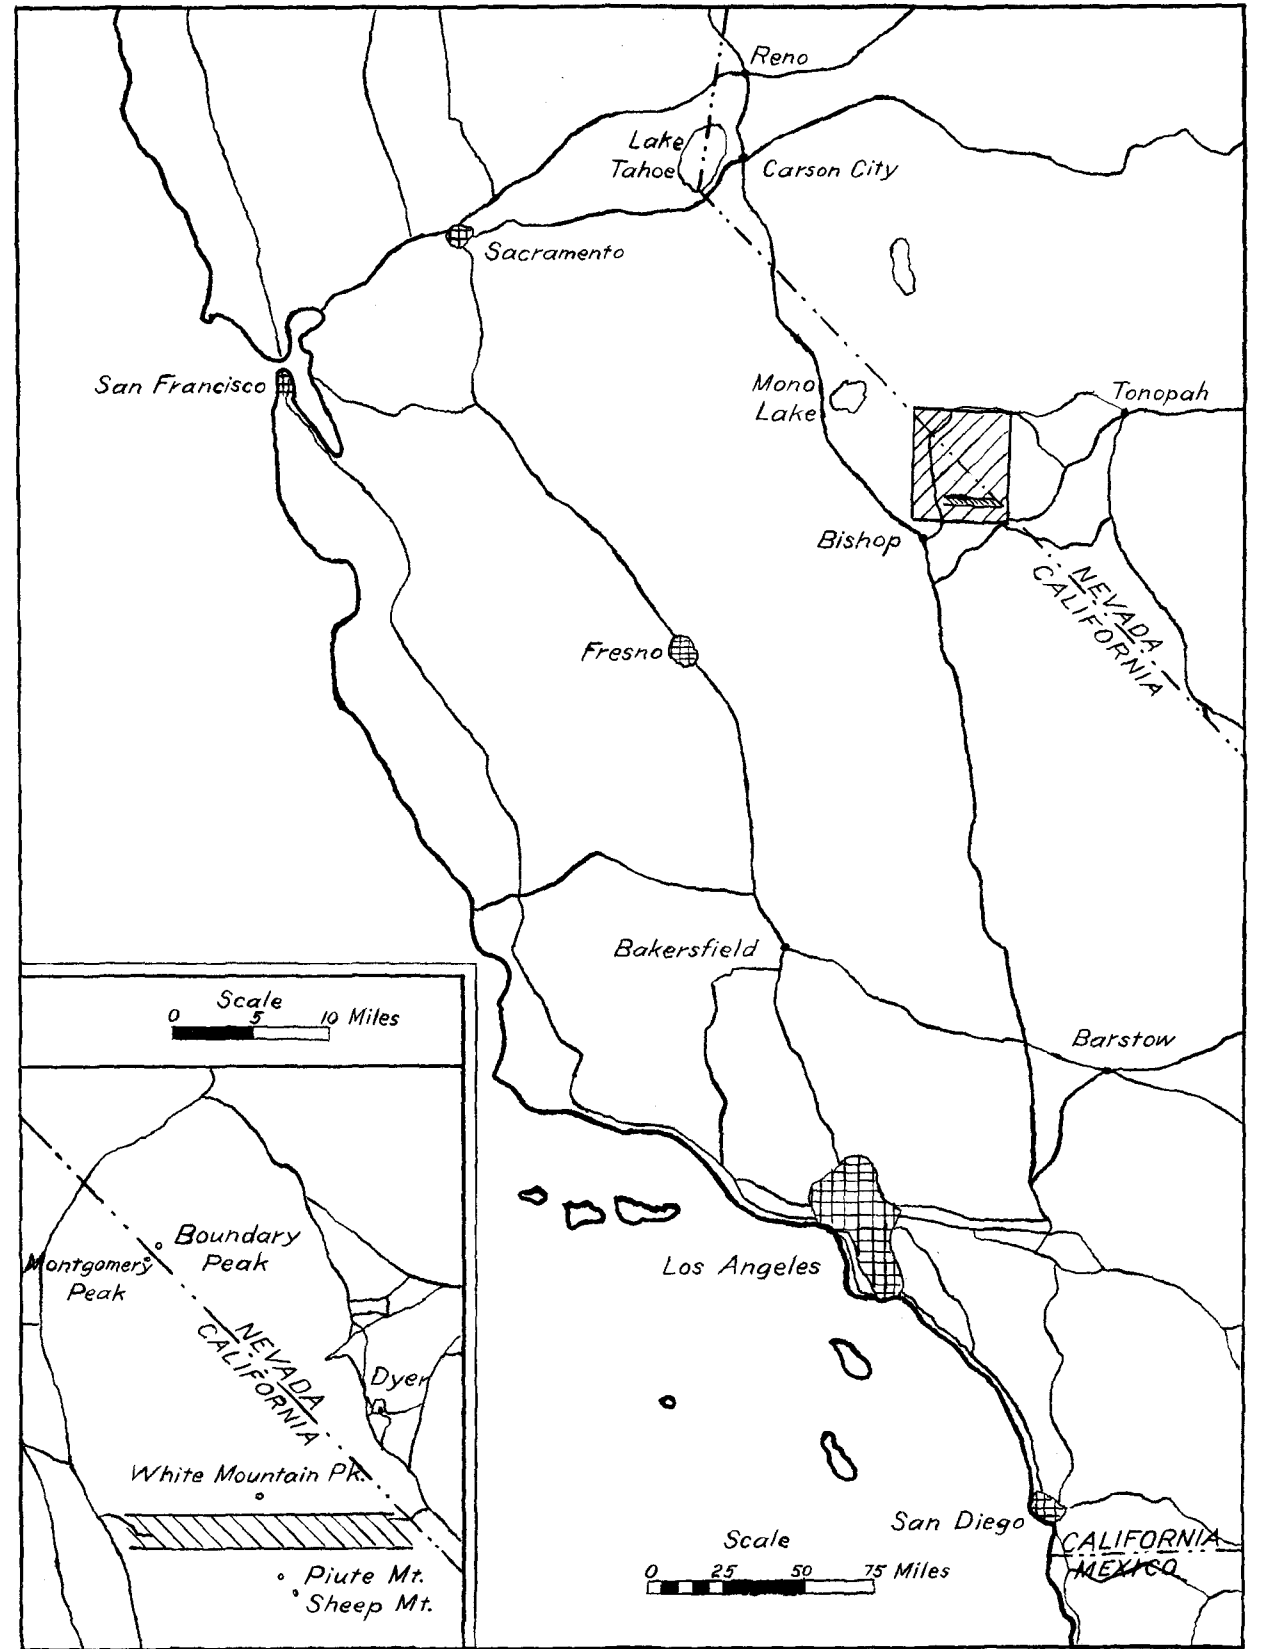 Reno
Lake
Tahoe
Carson City
Sacramento
San Francisco
Mono
Lake
Tonopah
Bishop
NEVADA
CALIFORNIA
Fresno
Bakersfield
Barstow
Los Angeles
San Diego
CALIFORNIA
MEXICO
Scale
0 25 50 75 Miles
Scale
0 5 10 Miles
Boundary
Peak
Montgomery
Peak
NEVADA
CALIFORNIA
Dyer
White Mountain Pk.
Piute Mt.
Sheep Mt.